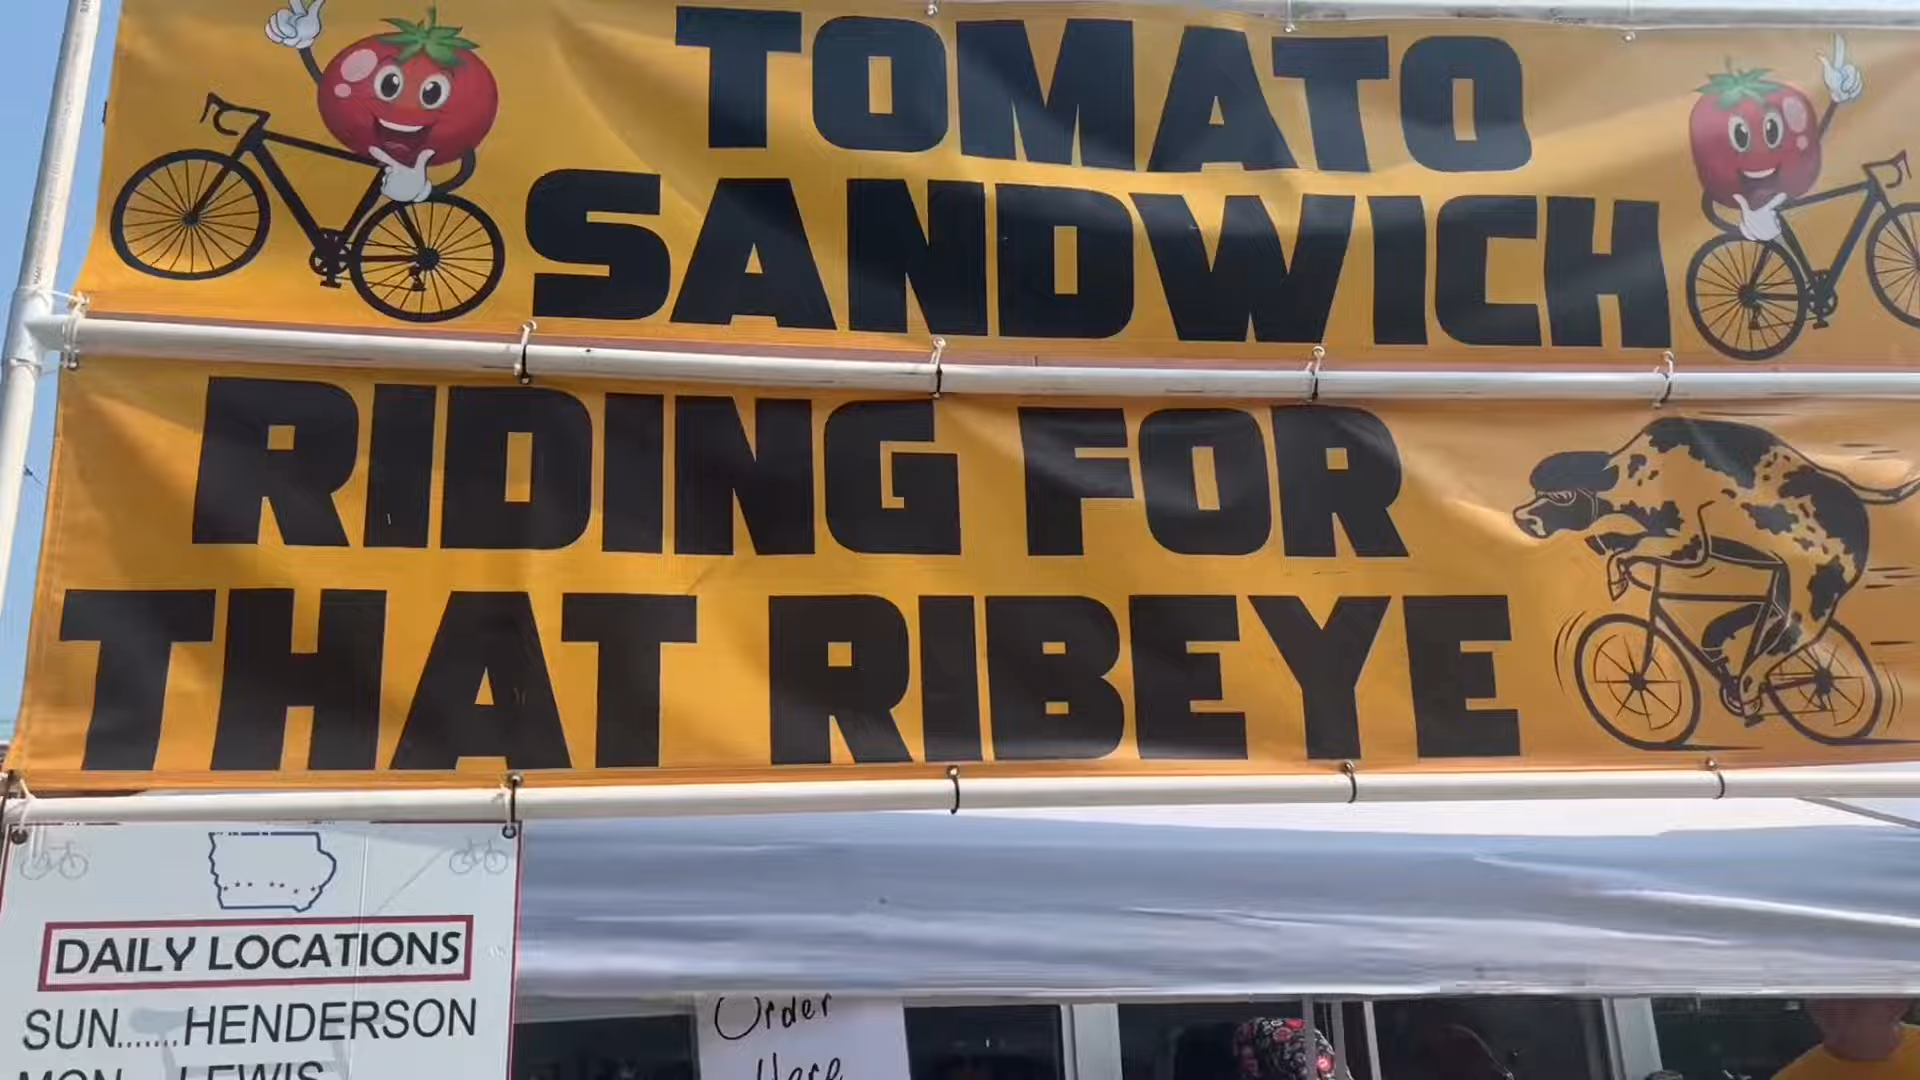 TOMATO
SANDWICH
RIDING FOR
THAT RIBEYE
DAILY LOCATIONS
SUN.......HENDERSON
MON LEWIS
Order
Here